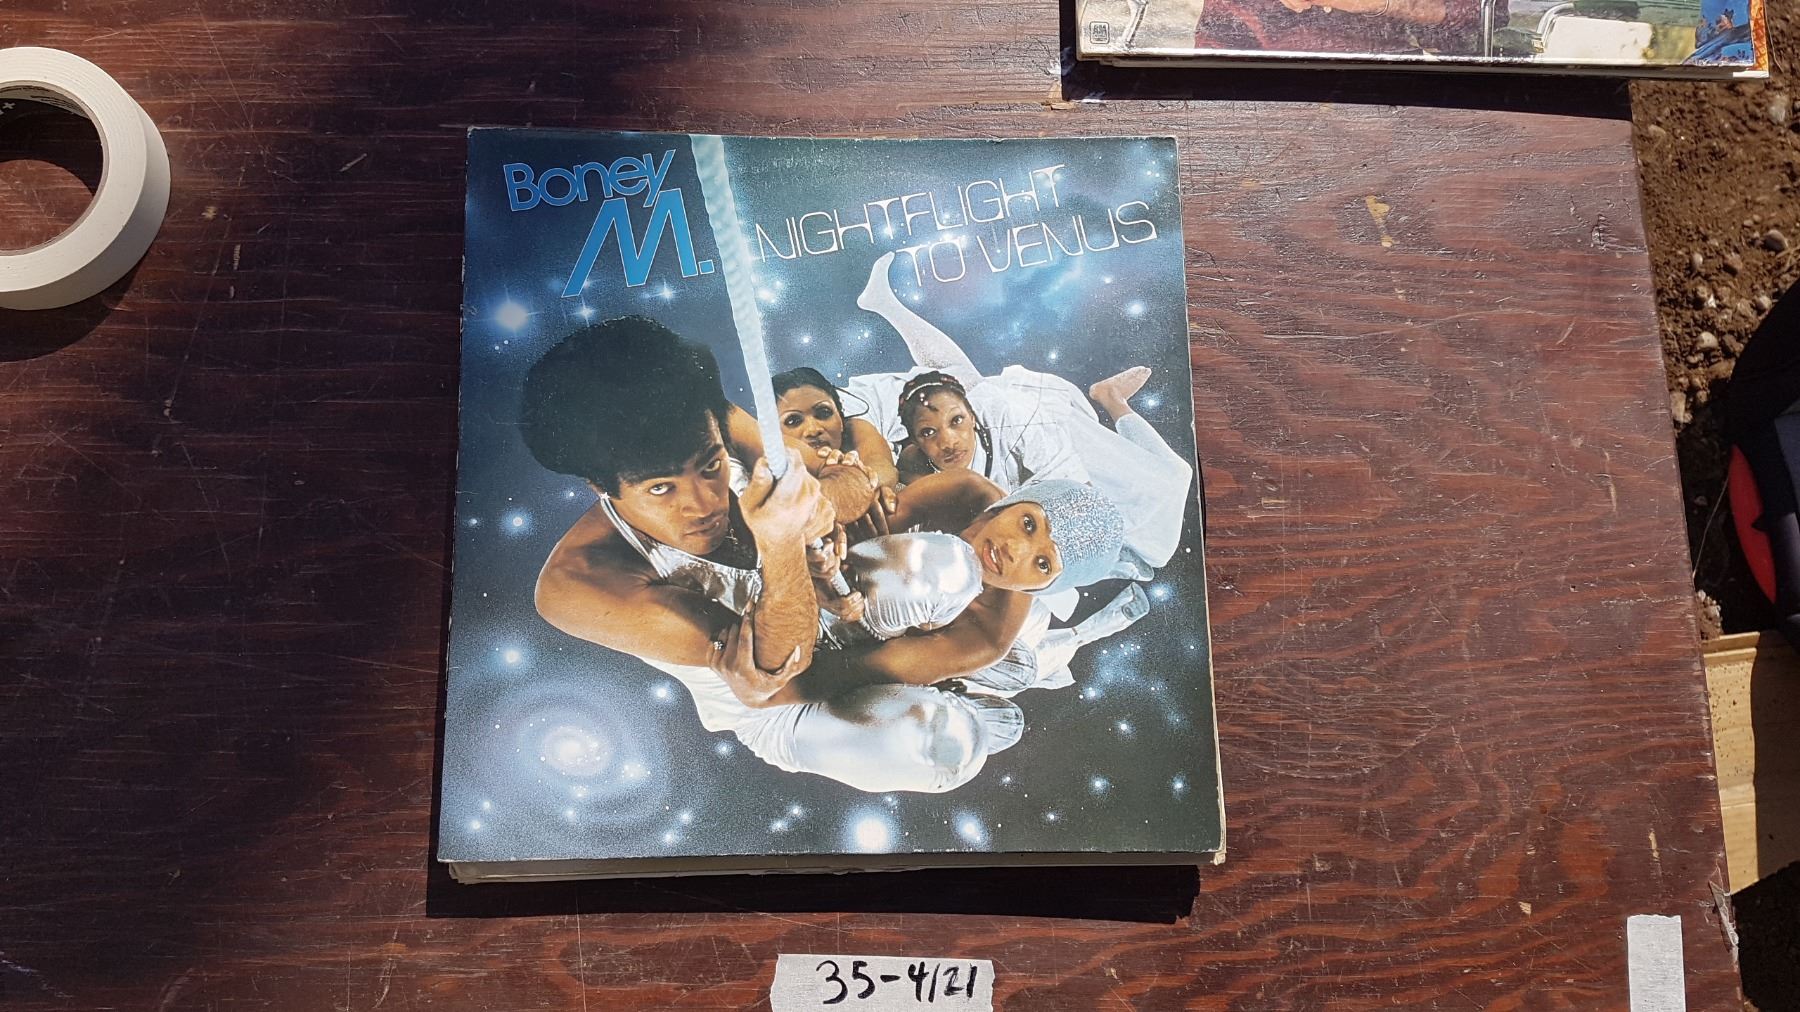 Boney
M.
NIGHTFLIGHT
TO VENUS
35-4/21